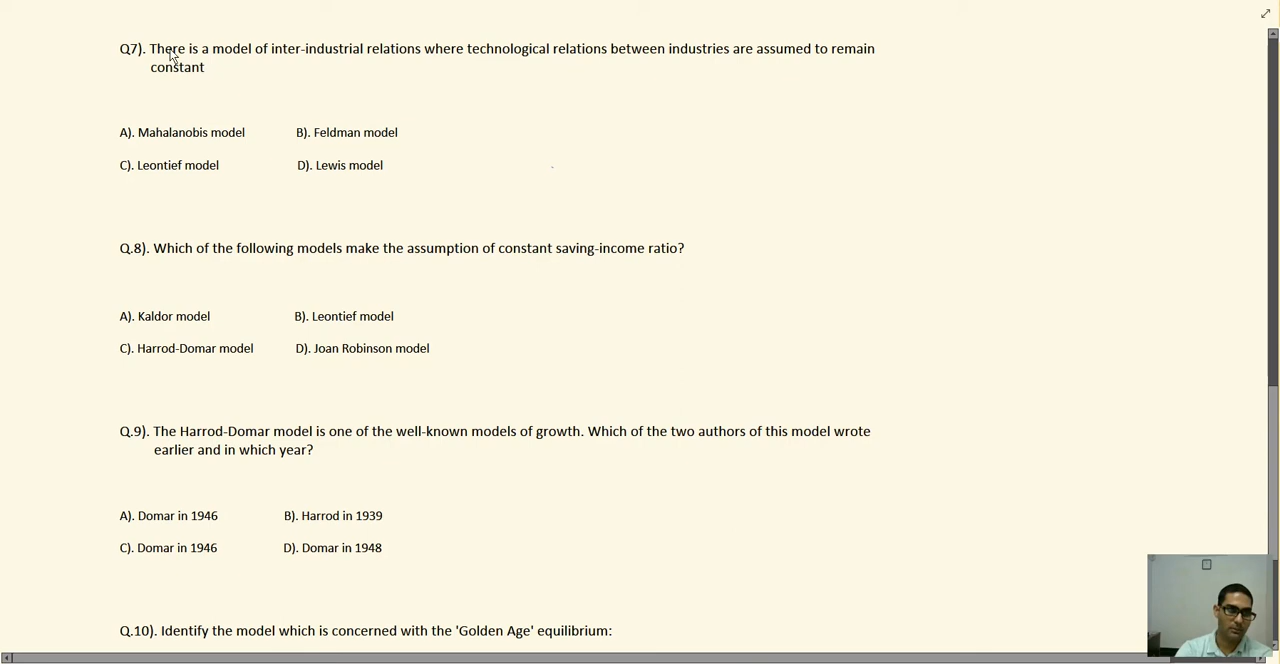 Q7). There is a model of inter-industrial relations where technological relations between industries are assumed to remain
constant
A). Mahalanobis model B). Feldman model
C). Leontief model D). Lewis model
Q.8). Which of the following models make the assumption of constant saving-income ratio?
A). Kaldor model B). Leontief model
C). Harrod-Domar model D). Joan Robinson model
Q.9). The Harrod-Domar model is one of the well-known models of growth. Which of the two authors of this model wrote
earlier and in which year?
A). Domar in 1946 B). Harrod in 1939
C). Domar in 1946 D). Domar in 1948
Q.10). Identify the model which is concerned with the 'Golden Age' equilibrium: